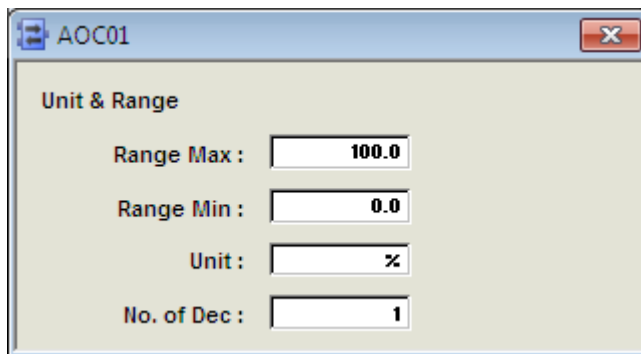 AOC01
Unit & Range
Range Max : 100.0
Range Min : 0.0
Unit : %
No. of Dec : 1